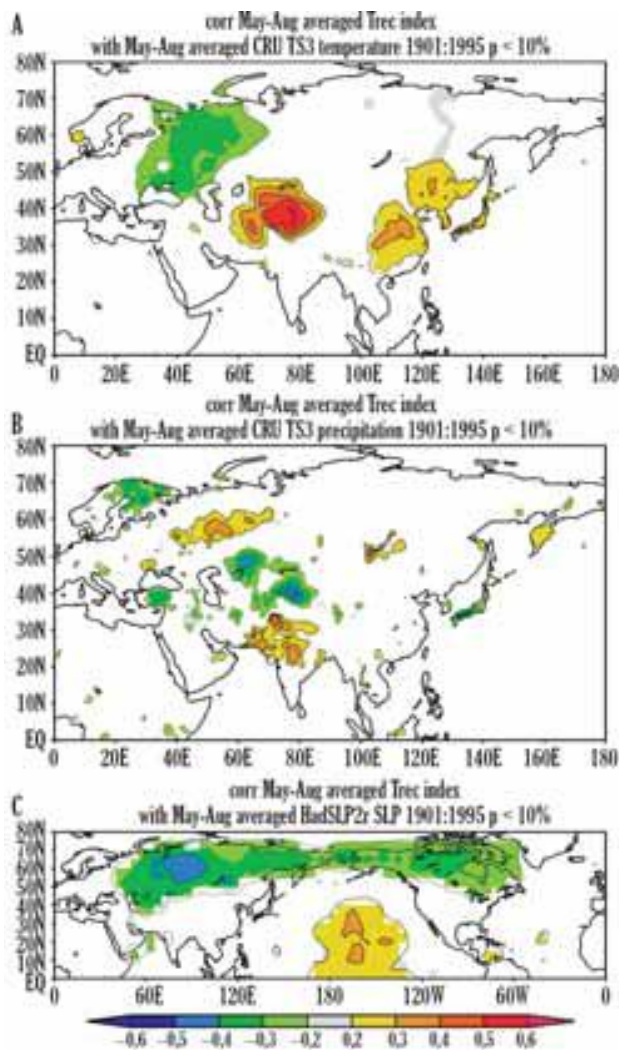 A
corr May-Aug averaged Trec index
with May-Aug averaged CRU TS3 temperature 1901:1995 p < 10%
80N
70N
60N
50N
40N
30N
20N
10N
EQ
0 20E 40E 60E 80E 100E 120E 140E 160E 180
corr May-Aug averaged Trec index
B
with May-Aug averaged CRU TS3 precipitation 1901:1995 p < 10%
80N
70N
60N
50N
40N
30N
20N
10N
EQ
0 20E 40E 60E 80E 100E 120E 140E 160E 180
corr May-Aug averaged Trec index
C
with May-Aug averaged HadSLP2r SLP 1901:1995 p < 10%
80N
70N
60N
50N
40N
30N
20N
10N
EQ
60E 120E 180 120W 60W 0
-0,6 -0,5 -0,4 -0,3 -0,2 0,2 0,3 0,4 0,5 0,6